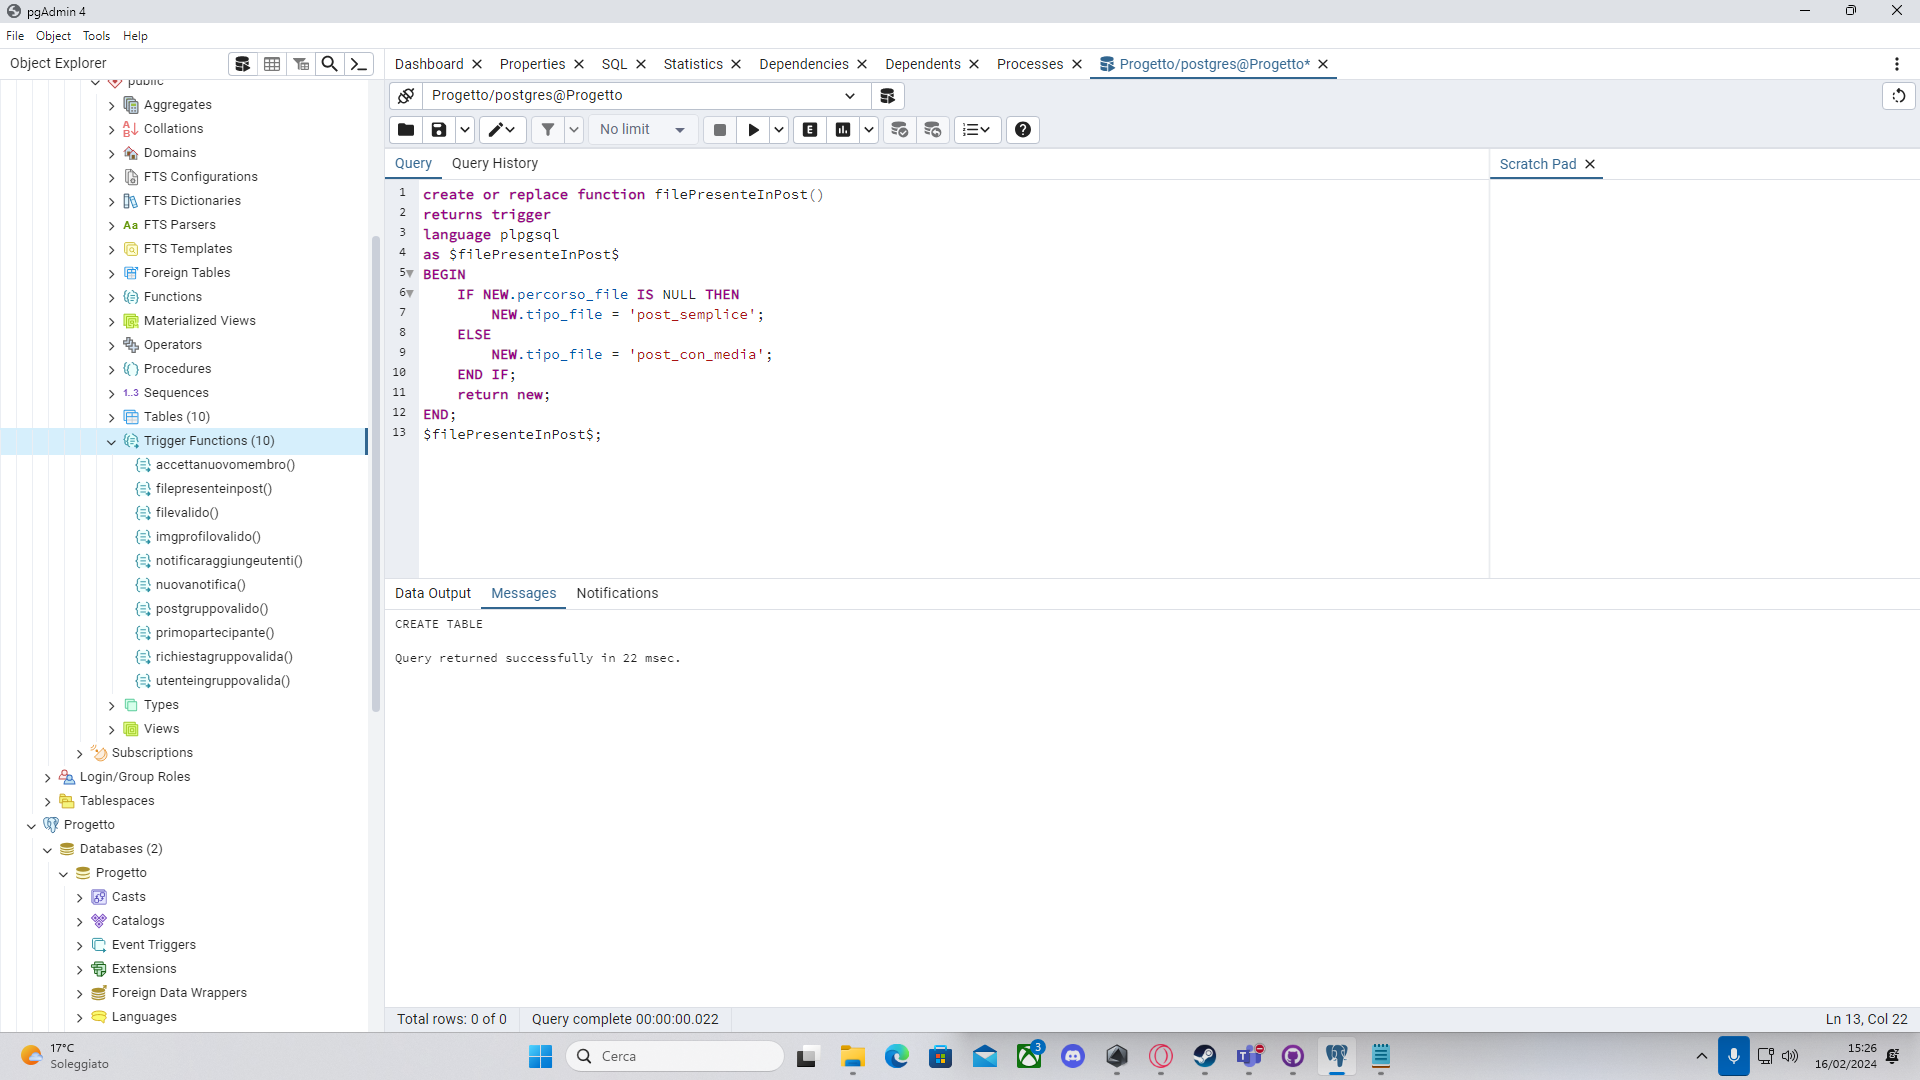 pgAdmin 4
File Object Tools Help
Object Explorer
public
Aggregates
Collations
Domains
FTS Configurations
FTS Dictionaries
Aa FTS Parsers
FTS Templates
Foreign Tables
Functions
Materialized Views
Operators
Procedures
1..3 Sequences
Tables (10)
Trigger Functions (10)
accettanuovomembro()
filepresenteinpost()
filevalido()
imgprofilovalido()
notificaraggiungeutenti()
nuovanotifica()
postgruppovalido()
primopartecipante()
richiestagruppovalida()
utenteingruppovalida()
Types
Views
Subscriptions
Login/Group Roles
Tablespaces
Progetto
Databases (2)
Progetto
Casts
Catalogs
Event Triggers
Extensions
Foreign Data Wrappers
Languages
Dashboard Properties SQL Statistics Dependencies Dependents Processes Progetto/postgres@Progetto*
Progetto/postgres@Progetto
No limit E
Query Query History
Scratch Pad
1 create or replace function filePresenteInPost()
2 returns trigger
3 language plpgsql
4 as $filePresenteInPost$
5 BEGIN
6 IF NEW.percorso_file IS NULL THEN
7 NEW.tipo_file = 'post_semplice';
8 ELSE
9 NEW.tipo_file = 'post_con_media';
10 END IF;
11 return new;
12 END;
13 $filePresenteInPost$;
Data Output Messages Notifications
CREATE TABLE
Query returned successfully in 22 msec.
Total rows: 0 of 0 Query complete 00:00:00.022 Ln 13, Col 22
17°C
Soleggiato
Cerca
3
15:26
16/02/2024